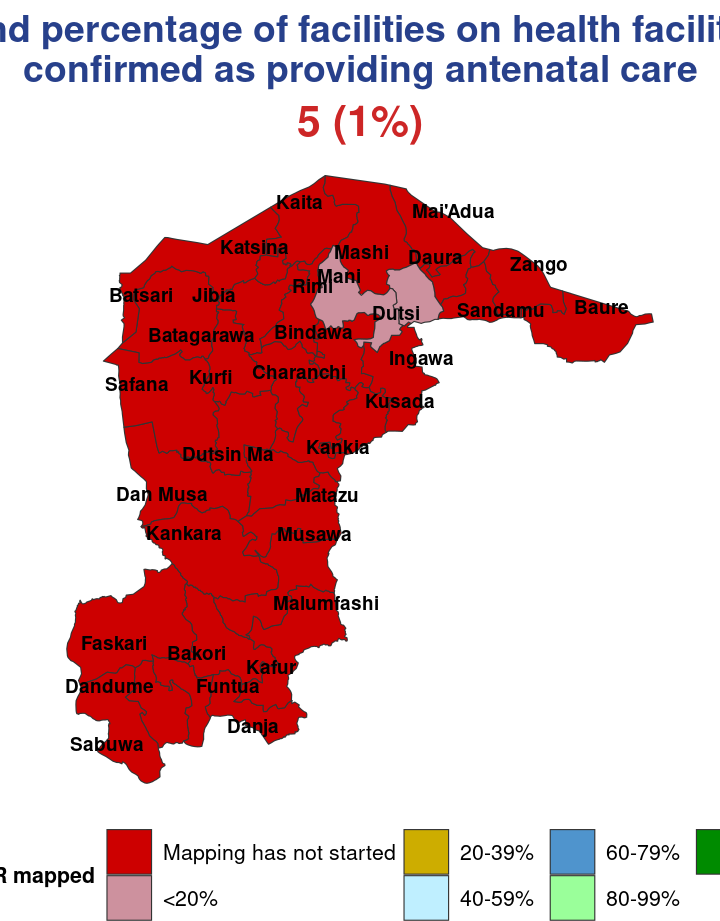 nd percentage of facilities on health facilit
confirmed as providing antenatal care
5 (1%)
Kaita
Mai'Adua
Katsina
Mashi
Daura
Zango
Mani
Rimi
Batsari
Jibia
Dutsi
Sandamu
Baure
Batagarawa
Bindawa
Ingawa
Safana
Kurfi
Charanchi
Kusada
Dutsin Ma
Kankia
Dan Musa
Matazu
Kankara
Musawa
Malumfashi
Faskari
Bakori
Kafur
Dandume
Funtua
Danja
Sabuwa
R mapped
Mapping has not started
20-39%
60-79%
<20%
40-59%
80-99%